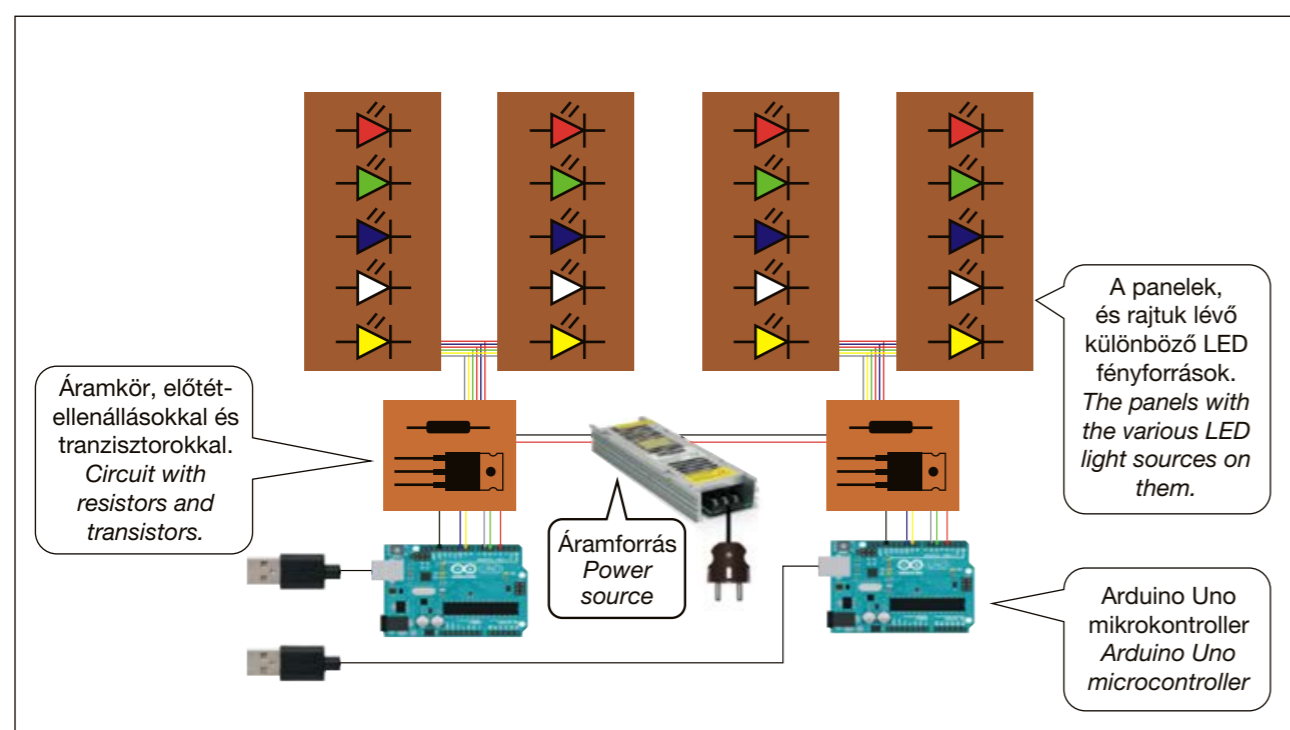 A panelek,
és rajtuk lévő
különböző LED
fényforrások.
The panels with
the various LED
light sources on
them.
Áramkör, előtét-
ellenállásokkal és
tranzisztorokkal.
Circuit with
resistors and
transistors.
Áramforrás
Power
source
Arduino Uno
mikrokontroller
Arduino Uno
microcontroller